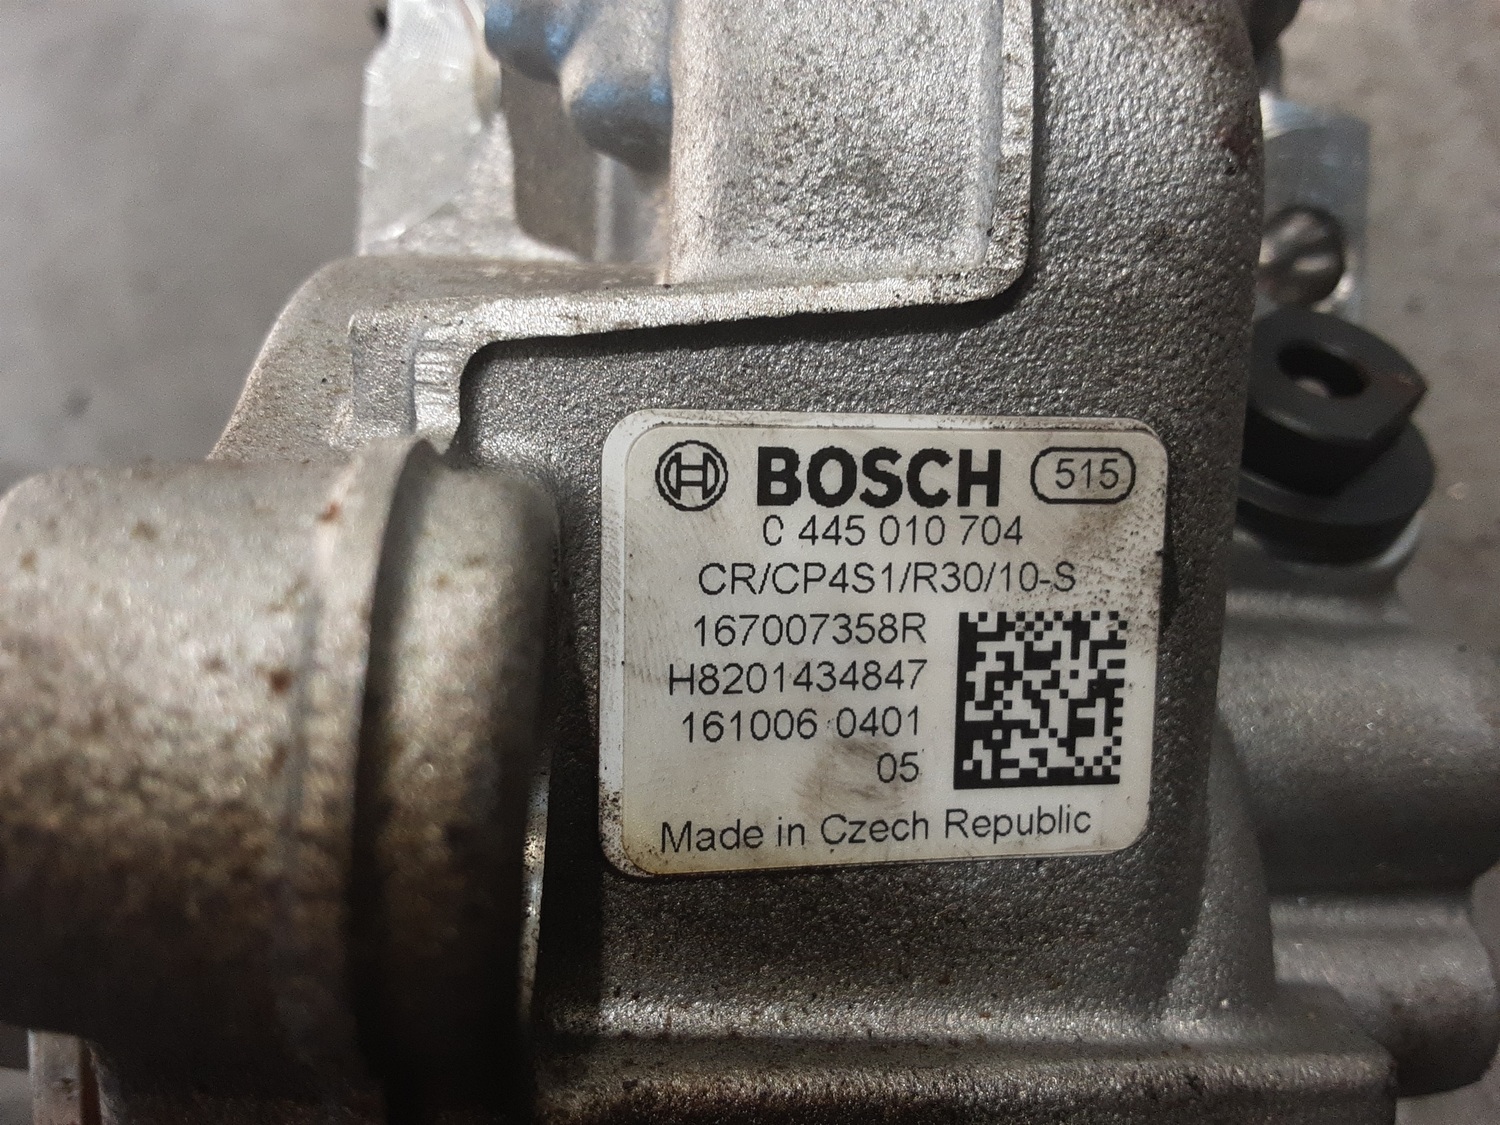 BOSCH 515
0 445 010 704
CR/CP4S1/R30/10-S
167007358R
H8201434847
161006 0401
05
Made in Czech Republic